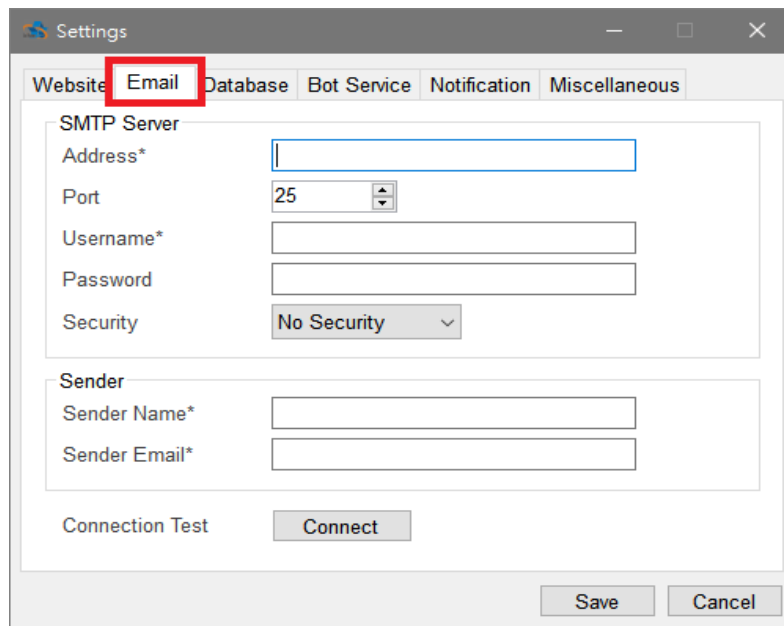 Settings
Website Email Database Bot Service Notification Miscellaneous
SMTP Server
Address*
Port 25
Username*
Password
Security No Security
Sender
Sender Name*
Sender Email*
Connection Test Connect
Save Cancel